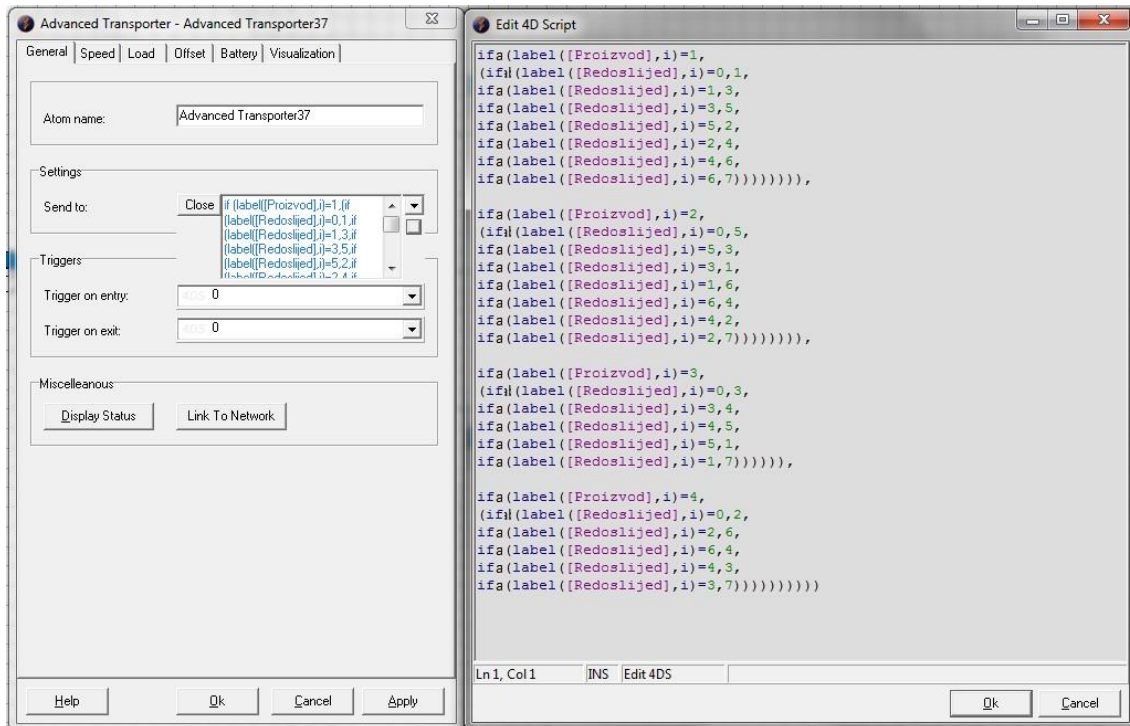 Advanced Transporter - Advanced Transporter37
General Speed Load Offset Battery Visualization
Atom name: Advanced Transporter37
Settings
Send to: Close
if (label([Proizvod],i)=1,(if
(label([Redoslijed],i)=0,1,if
(label([Redoslijed],i)=1,3,if
(label([Redoslijed],i)=3,5,if
(label([Redoslijed],i)=5,2,if
(label([Redoslijed],i)=2,4,if
Triggers
Trigger on entry: 4DS 0
Trigger on exit: 4DS 0
Miscelleanous
Display Status Link To Network
Help Ok Cancel Apply
Edit 4D Script
ifa(label([Proizvod],i)=1,
(ifal(label([Redoslijed],i)=0,1,
ifa(label([Redoslijed],i)=1,3,
ifa(label([Redoslijed],i)=3,5,
ifa(label([Redoslijed],i)=5,2,
ifa(label([Redoslijed],i)=2,4,
ifa(label([Redoslijed],i)=4,6,
ifa(label([Redoslijed],i)=6,7)))))))),
ifa(label([Proizvod],i)=2,
(ifal(label([Redoslijed],i)=0,5,
ifa(label([Redoslijed],i)=5,3,
ifa(label([Redoslijed],i)=3,1,
ifa(label([Redoslijed],i)=1,6,
ifa(label([Redoslijed],i)=6,4,
ifa(label([Redoslijed],i)=4,2,
ifa(label([Redoslijed],i)=2,7)))))))),
ifa(label([Proizvod],i)=3,
(ifal(label([Redoslijed],i)=0,3,
ifa(label([Redoslijed],i)=3,4,
ifa(label([Redoslijed],i)=4,5,
ifa(label([Redoslijed],i)=5,1,
ifa(label([Redoslijed],i)=1,7)))))),
ifa(label([Proizvod],i)=4,
(ifal(label([Redoslijed],i)=0,2,
ifa(label([Redoslijed],i)=2,6,
ifa(label([Redoslijed],i)=6,4,
ifa(label([Redoslijed],i)=4,3,
ifa(label([Redoslijed],i)=3,7))))))))))
Ln 1, Col 1 INS Edit 4DS
Ok Cancel